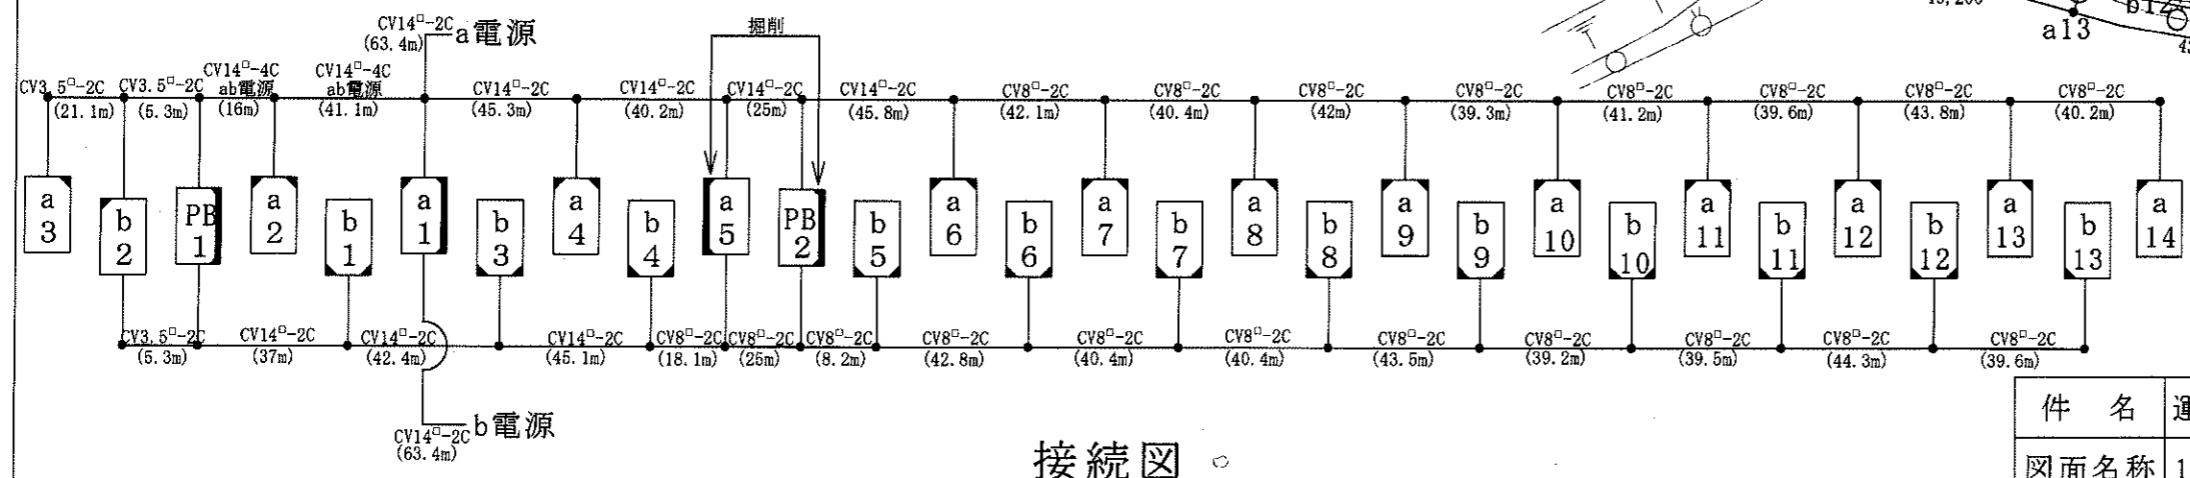 CV14□-2C
(63.4m)
a電源
掘削
a13
CV3.5□-2C CV3.5□-2C CV14□-4C CV14□-4C CV14□-2C CV14□-2C CV14□-2C CV14□-2C CV8□-2C CV8□-2C CV8□-2C CV8□-2C CV8□-2C CV8□-2C CV8□-2C CV8□-2C
ab電源 ab電源
(21.1m) (5.3m) (16m) (41.1m) (45.3m) (40.2m) (25m) (45.8m) (42.1m) (40.4m) (42m) (39.3m) (41.2m) (39.6m) (43.8m) (40.2m)
a3 b2 PB1 a2 b1 a1 b3 a4 b4 a5 PB2 b5 a6 b6 a7 b7 a8 b8 a9 b9 a10 b10 a11 b11 a12 b12 a13 b13 a14
CV3.5□-2C CV14□-2C CV14□-2C CV14□-2C CV8□-2C CV8□-2C CV8□-2C CV8□-2C CV8□-2C CV8□-2C CV8□-2C CV8□-2C CV8□-2C CV8□-2C CV8□-2C
(5.3m) (37m) (42.4m) (45.1m) (18.1m) (25m) (8.2m) (42.8m) (40.4m) (40.4m) (43.5m) (39.2m) (39.5m) (44.3m) (39.6m)
CV14□-2C
(63.4m)
b電源
接続図
件 名
図面名称 1